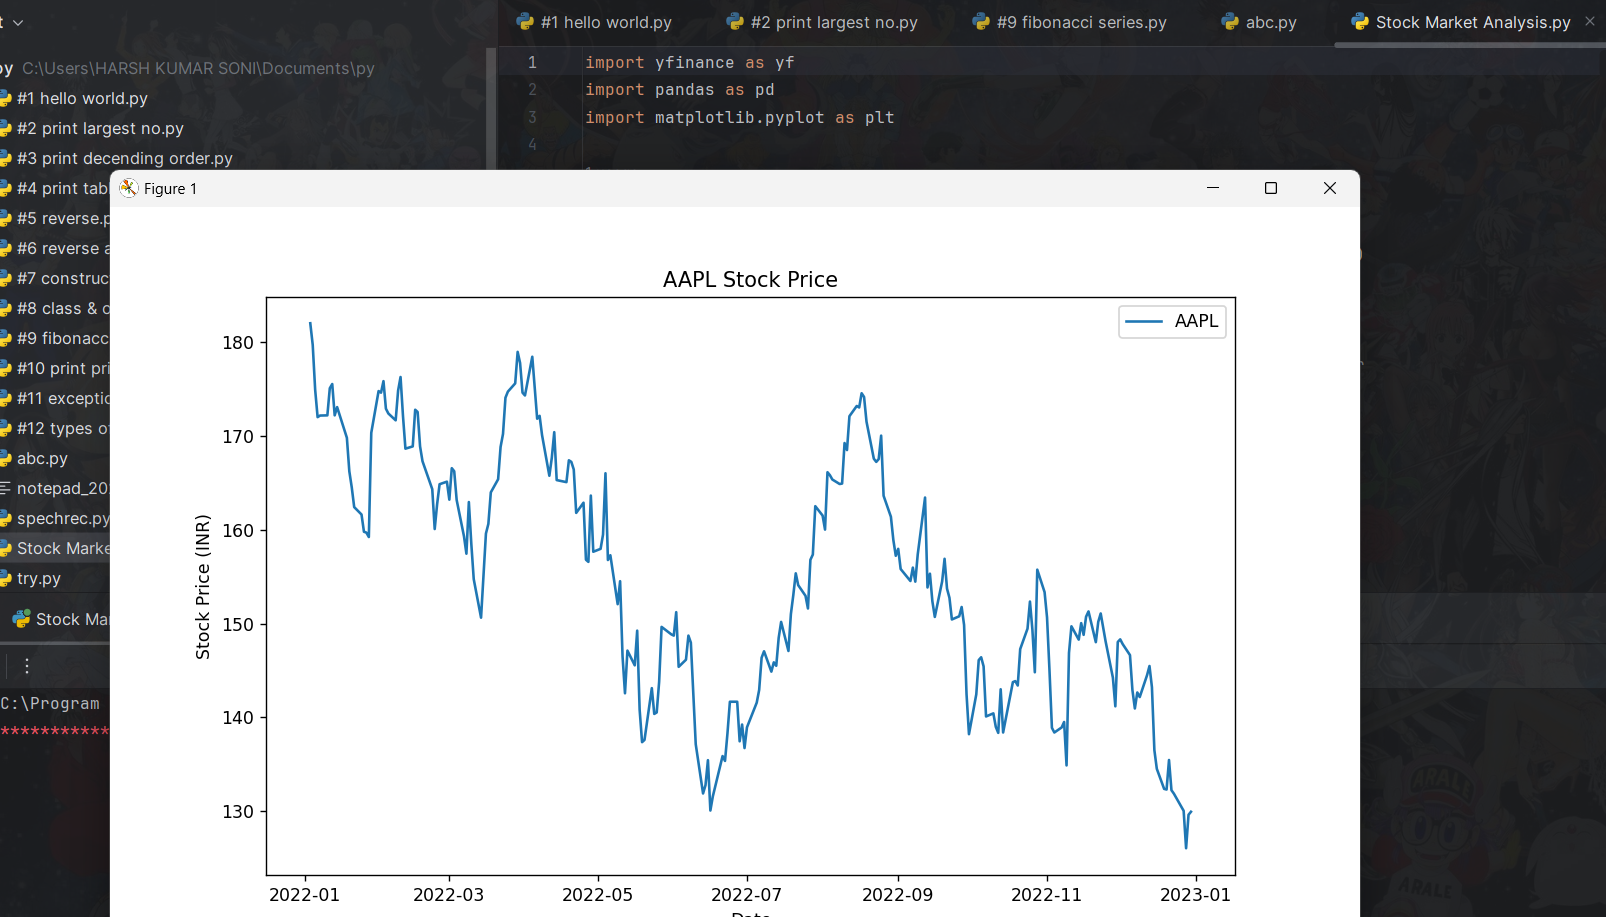 #1 hello world.py
#2 print largest no.py
#9 fibonacci series.py
abc.py
Stock Market Analysis.py
py C:\Users\HARSH KUMAR SONI\Documents\py
#1 hello world.py
#2 print largest no.py
#3 print decending order.py
#4 print tab
#5 reverse.p
#6 reverse a
#7 construc
#8 class & o
#9 fibonacc
#10 print pri
#11 exceptio
#12 types o
abc.py
notepad_20
spechrec.py
Stock Marke
try.py
1 import yfinance as yf
2 import pandas as pd
3 import matplotlib.pyplot as plt
4
Figure 1
AAPL Stock Price
AAPL
Stock Price (INR)
180
170
160
150
140
130
2022-01
2022-03
2022-05
2022-07
2022-09
2022-11
2023-01
Date
Stock Ma
C:\Program
***********
ARALE
ARALE